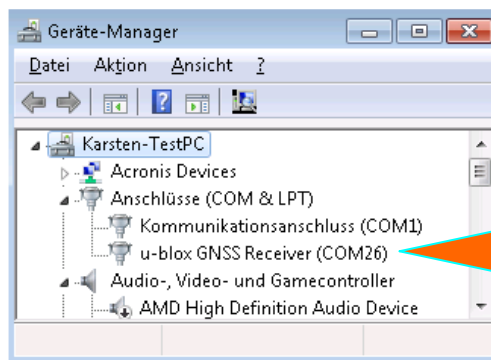 Geräte-Manager
Datei Aktion Ansicht ?
Karsten-TestPC
Acronis Devices
Anschlüsse (COM & LPT)
Kommunikationsanschluss (COM1)
u-blox GNSS Receiver (COM26)
Audio-, Video- und Gamecontroller
AMD High Definition Audio Device